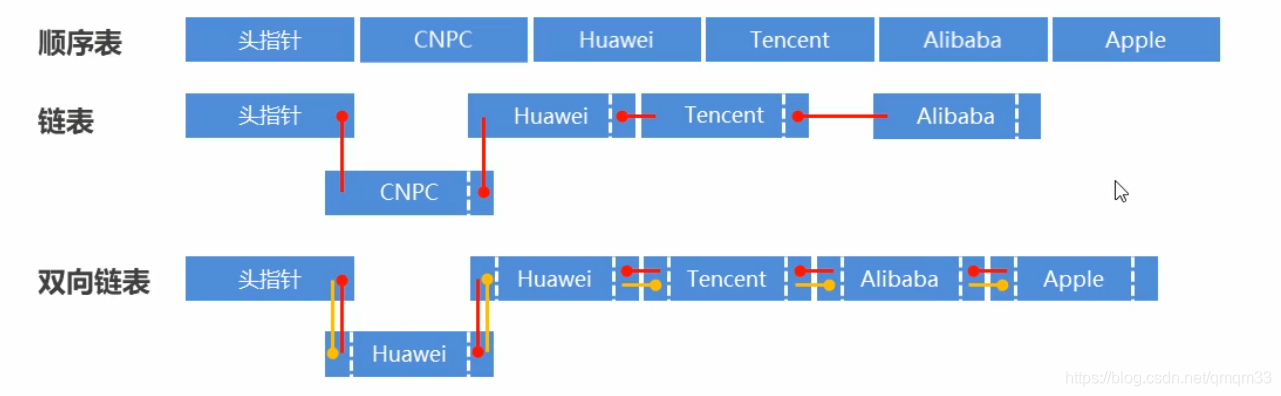 顺序表 头指针 CNPC Huawei Tencent Alibaba Apple
链表 头指针 Huawei Tencent Alibaba
CNPC
双向链表 头指针 Huawei Tencent Alibaba Apple
Huawei
https://blog.csdn.net/qmqm33